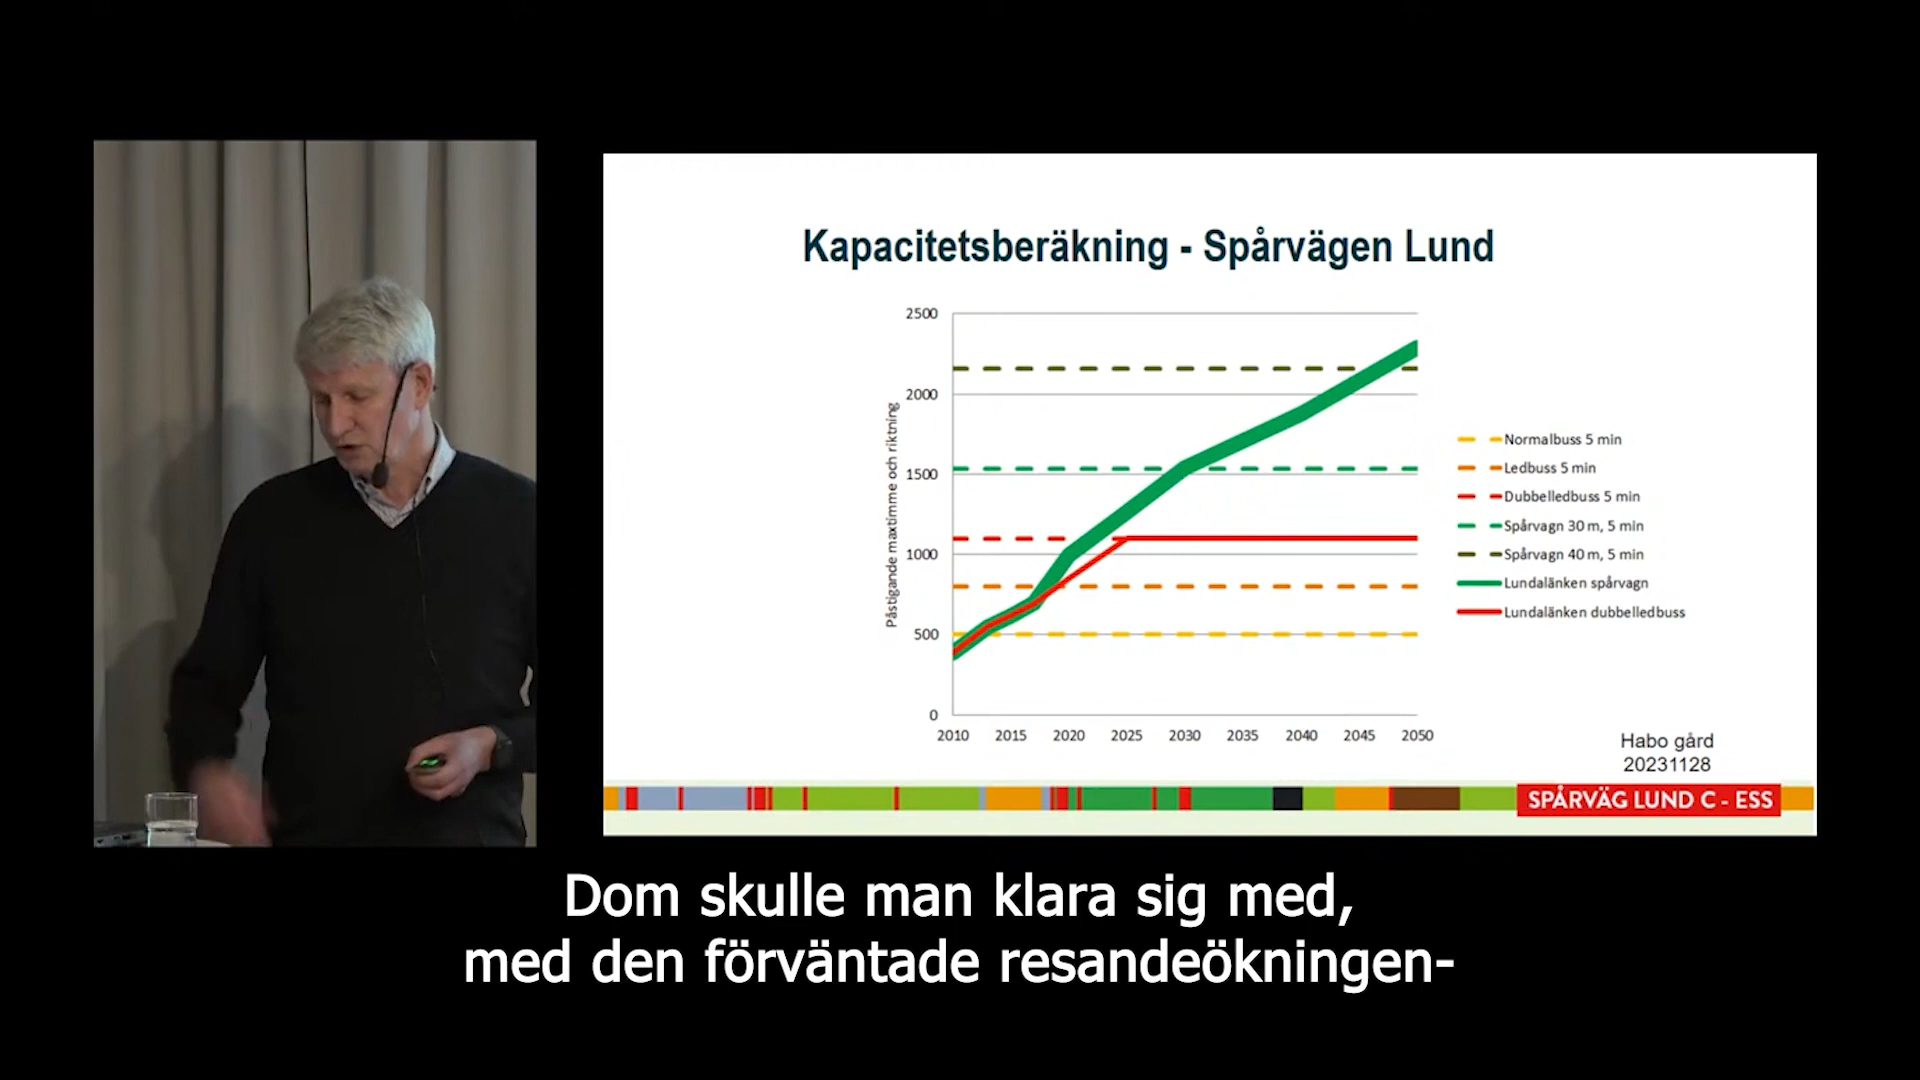 Kapacitetsberäkning - Spårvägen Lund
2500
2000
1500
1000
500
0
Påstigande maxtimme och riktning
2010 2015 2020 2025 2030 2035 2040 2045 2050
Normalbuss 5 min
Ledbuss 5 min
Dubbelledbuss 5 min
Spårvagn 30 m, 5 min
Spårvagn 40 m, 5 min
Lundalänken spårvagn
Lundalänken dubbelledbuss
Habo gård
20231128
SPÅRVÄG LUND C - ESS
Dom skulle man klara sig med,
med den förväntade resandeökningen-